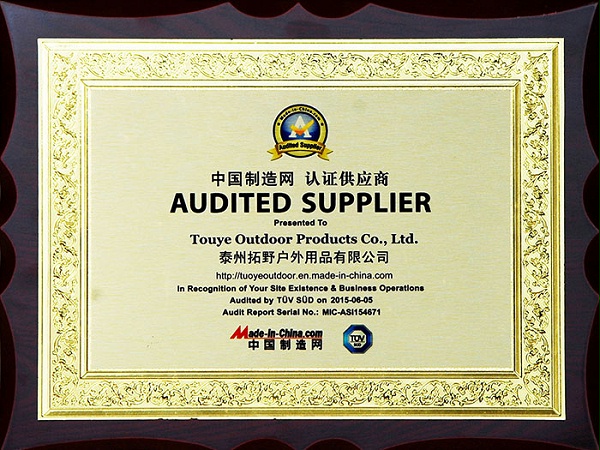 Made-in-China.com
Audited Supplier
中国制造网 认证供应商
AUDITED SUPPLIER
Presented To
Touye Outdoor Products Co., Ltd.
泰州拓野户外用品有限公司
http://tuoyeoutdoor.en.made-in-china.com
In Recognition of Your Site Existence & Business Operations
Audited by TÜV SÜD on 2015-06-05
Audit Report Serial No.: MIC-ASI154671
Made-in-China.com
中国制造网
TÜV
SÜD